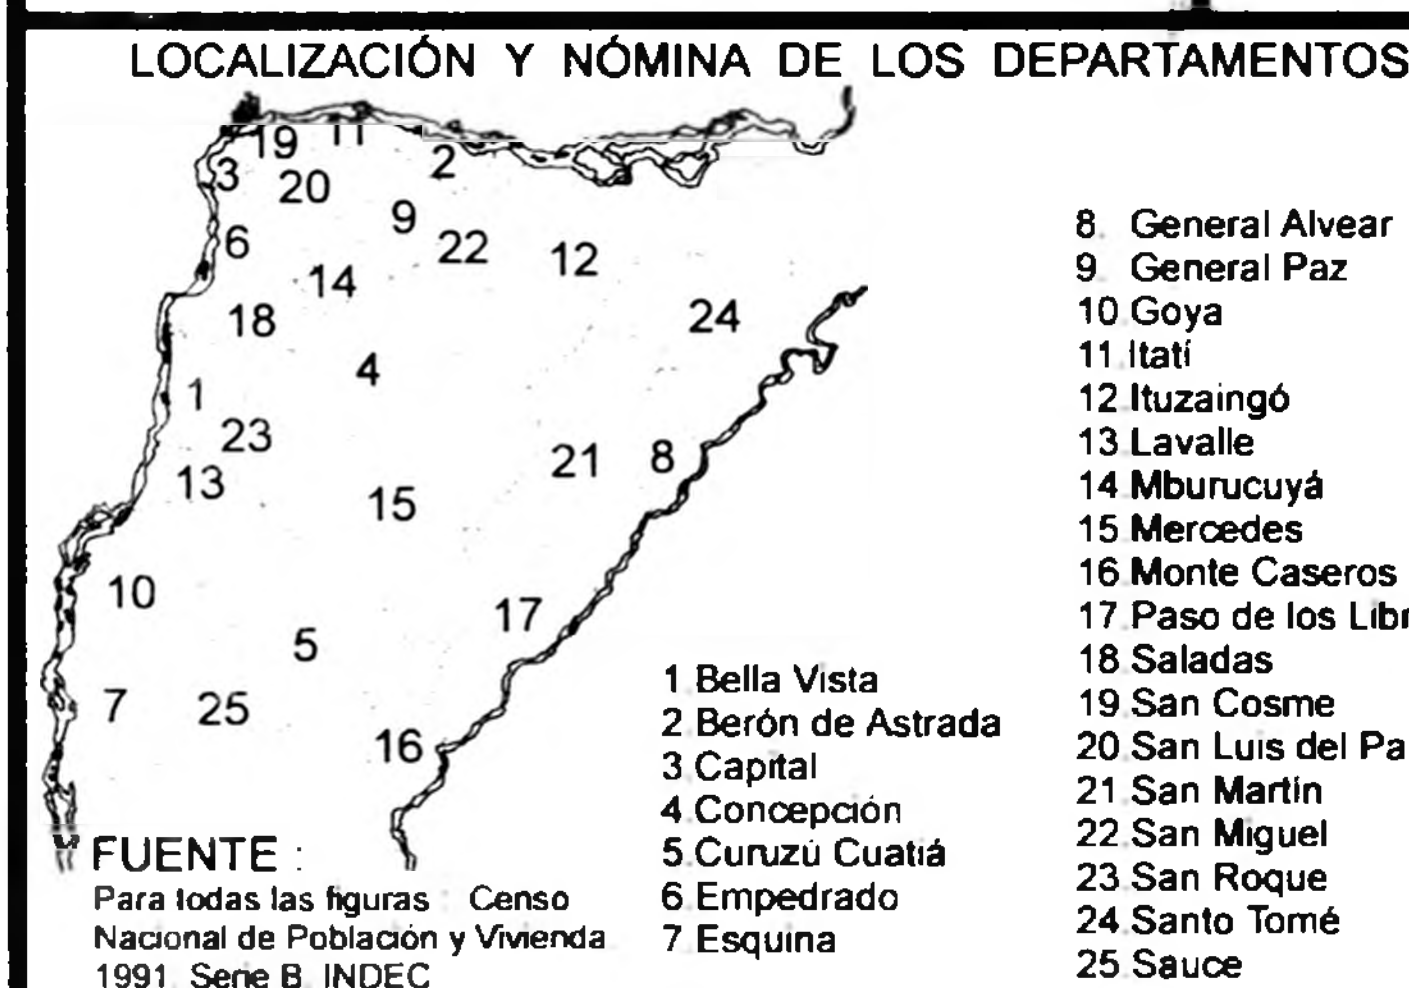 LOCALIZACIÓN Y NÓMINA DE LOS DEPARTAMENTOS
19 11
3 20 2
9
6 22 12
14
18 24
4
1
23
13 21 8
15
10
17
5
7 25
16
1 Bella Vista
2 Berón de Astrada
3 Capital
4 Concepción
5 Curuzú Cuatiá
6 Empedrado
7 Esquina
8. General Alvear
9 General Paz
10 Goya
11 Itatí
12 Ituzaingó
13 Lavalle
14 Mburucuyá
15 Mercedes
16 Monte Caseros
17 Paso de los Libr
18 Saladas
19 San Cosme
20 San Luis del Pa
21 San Martín
22 San Miguel
23 San Roque
24 Santo Tomé
25 Sauce
FUENTE :
Para todas las figuras : Censo
Nacional de Población y Vivienda
1991. Serie B. INDEC